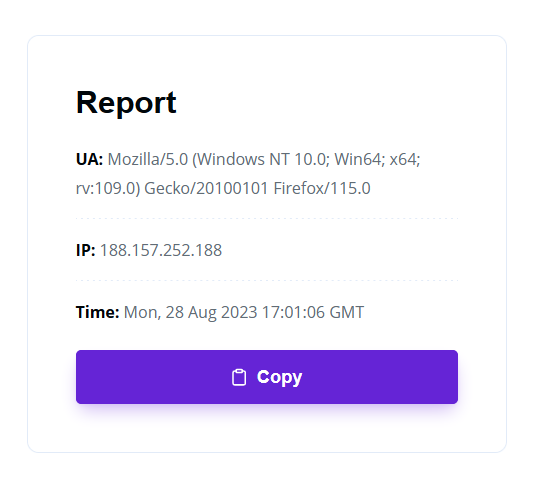 Report
UA: Mozilla/5.0 (Windows NT 10.0; Win64; x64;
rv:109.0) Gecko/20100101 Firefox/115.0
IP: 188.157.252.188
Time: Mon, 28 Aug 2023 17:01:06 GMT
Copy